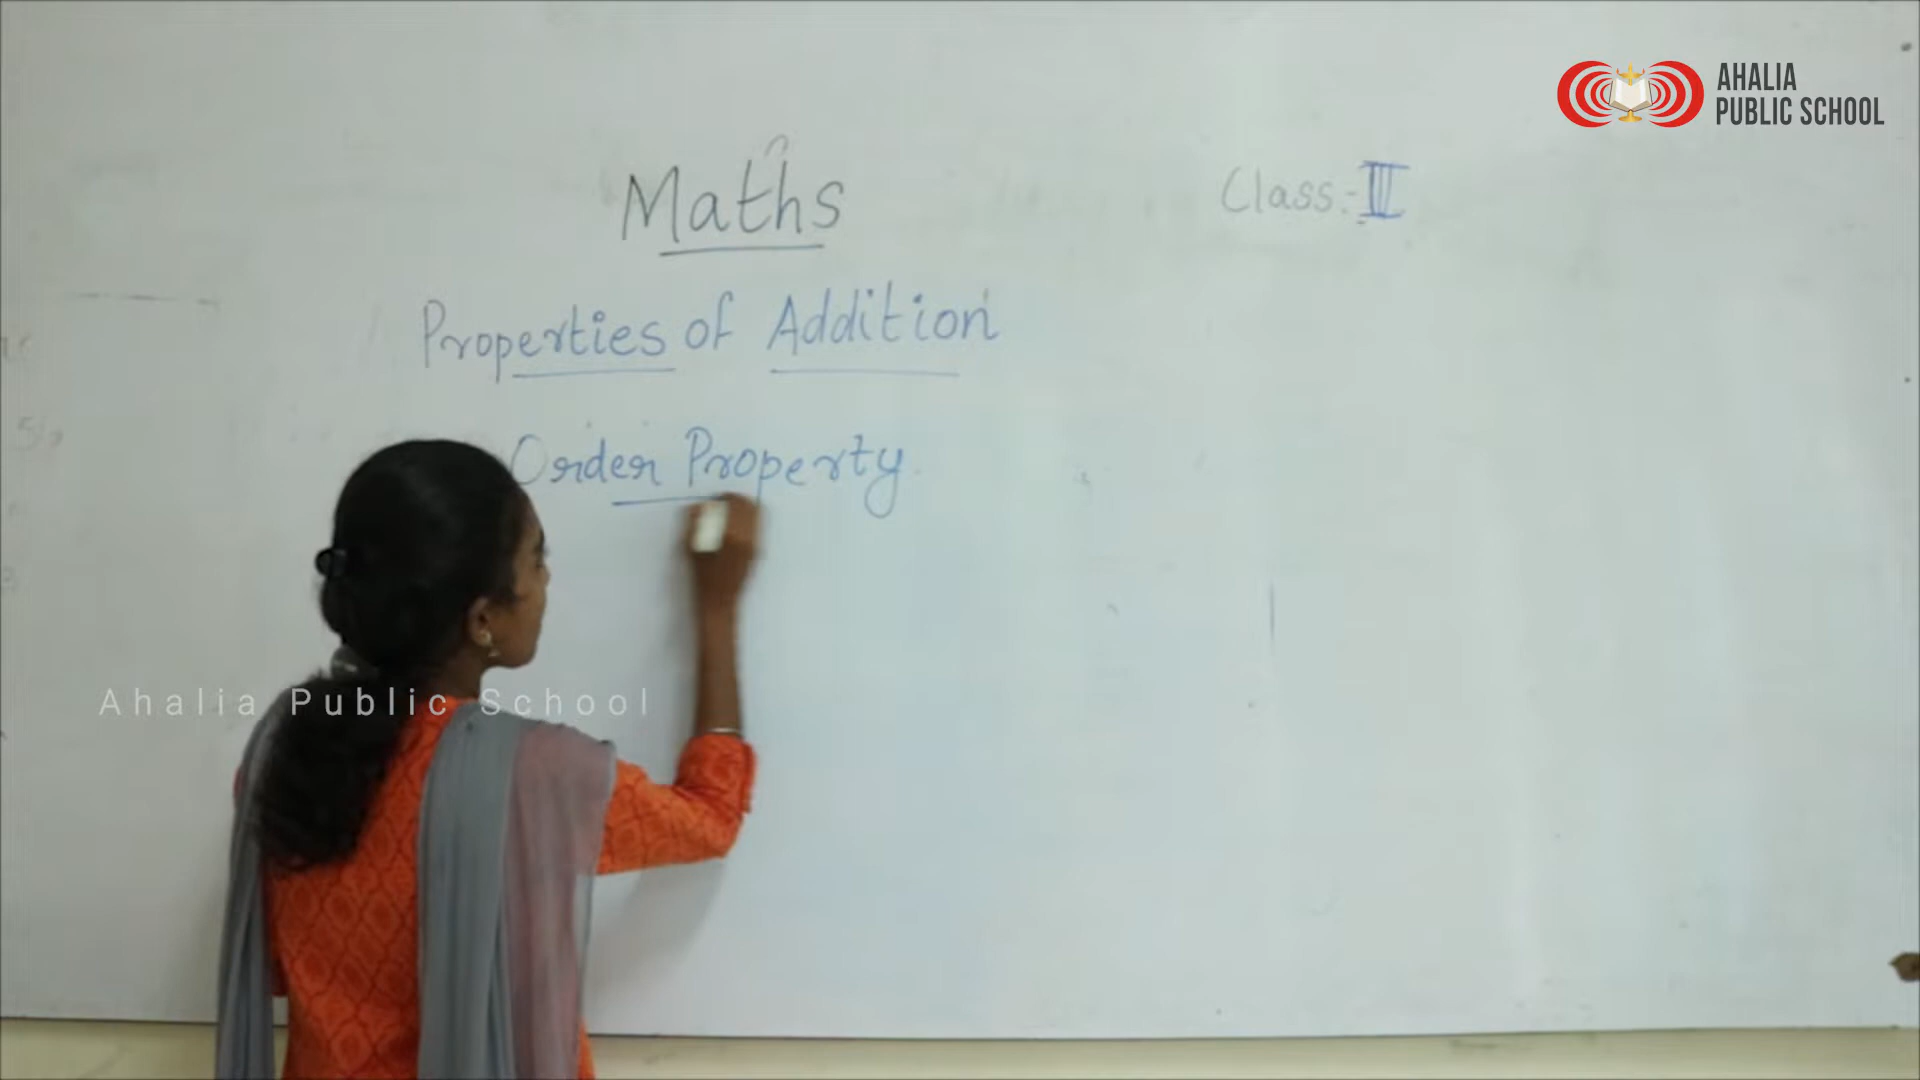 AHALIA
PUBLIC SCHOOL
Maths
Class:- III
Properties of Addition
Order Property.
Ahalia Public School